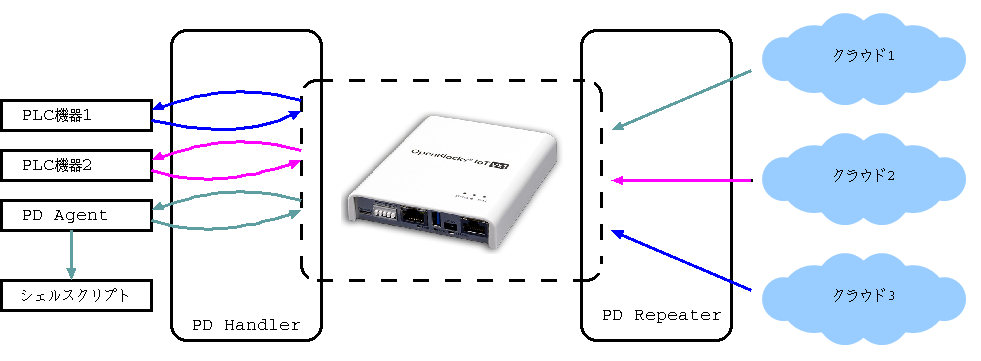 PLC機器1
PLC機器2
PD Agent
シェルスクリプト
PD Handler
OpenBlocks IoT VX1
PD Repeater
クラウド1
クラウド2
クラウド3